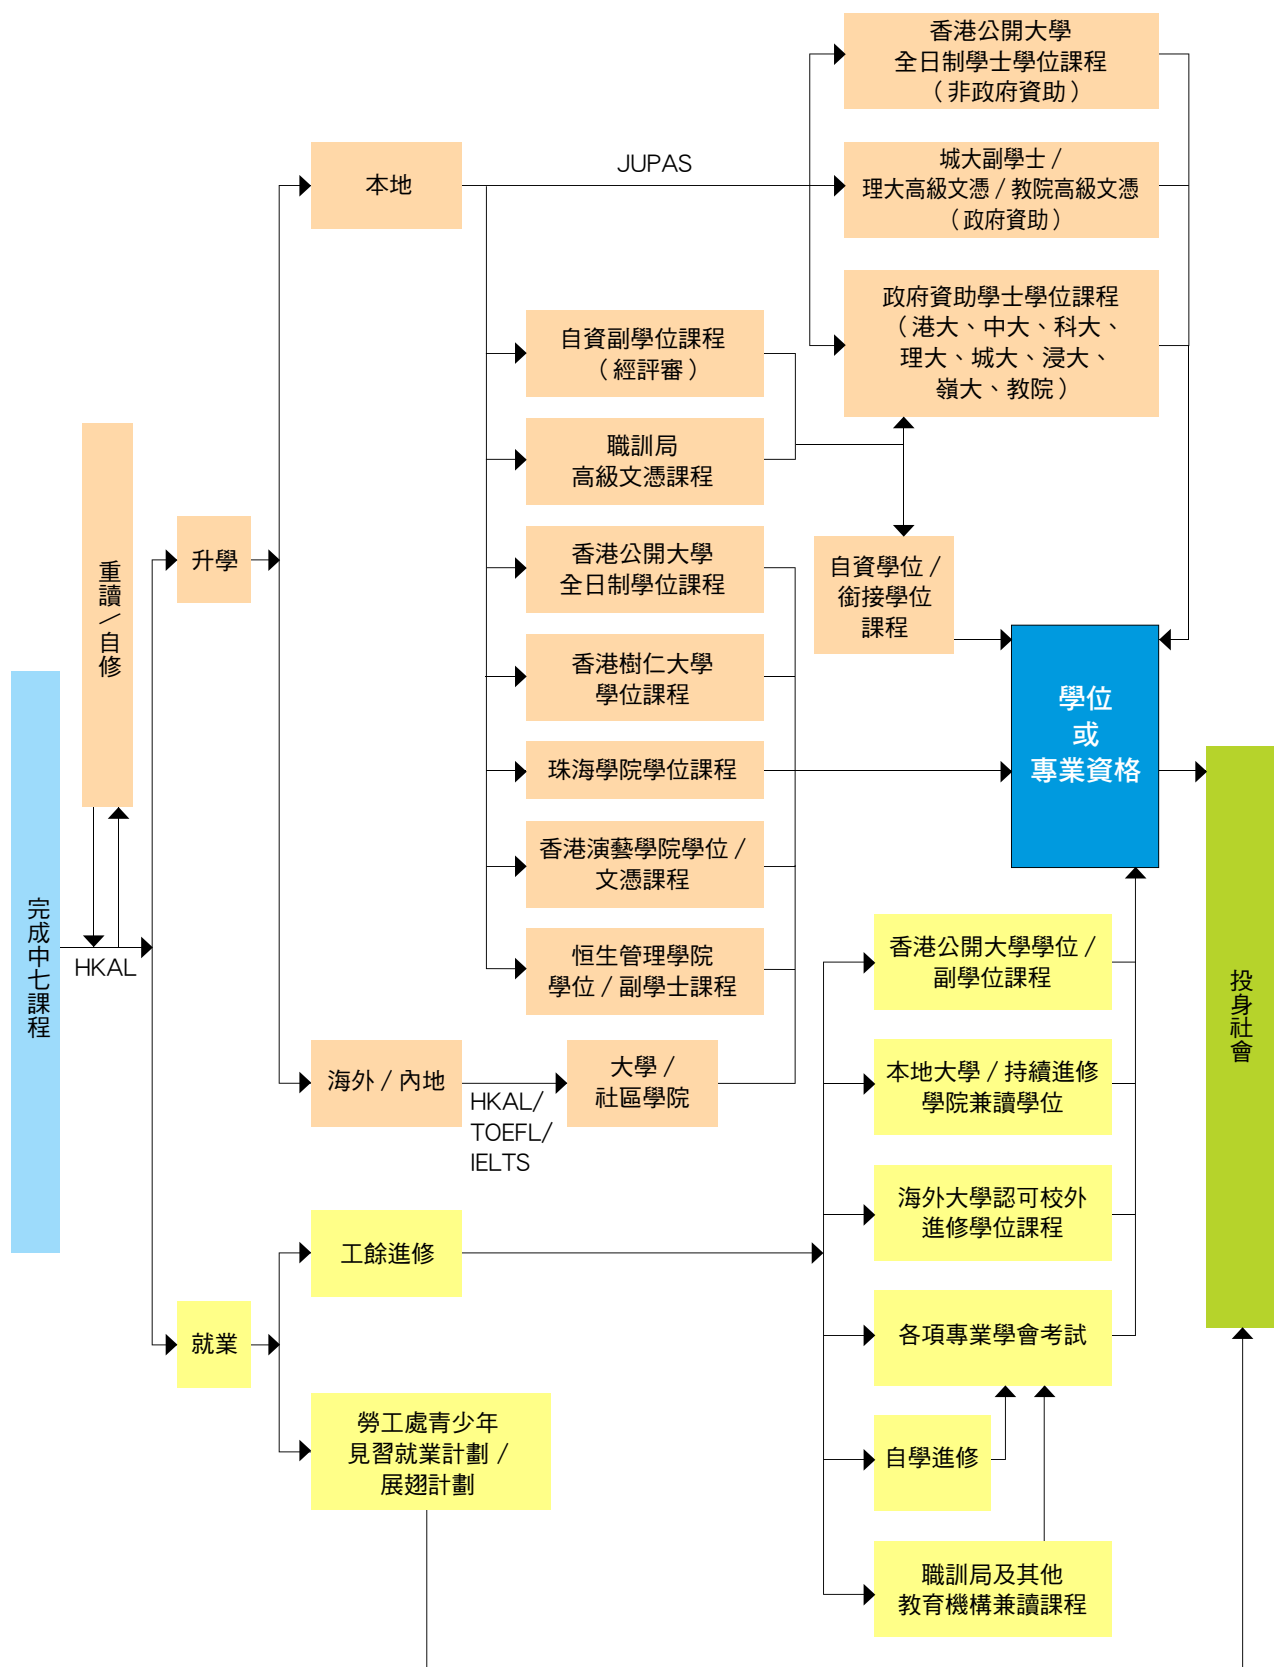 香港公開大學
全日制學士學位課程
（非政府資助）
JUPAS
本地
城大副學士 /
理大高級文憑 / 教院高級文憑
（政府資助）
政府資助學士學位課程
（港大、中大、科大、
理大、城大、浸大、
嶺大、教院）
自資副學位課程
（經評審）
職訓局
高級文憑課程
重讀／自修
升學
香港公開大學
全日制學位課程
自資學位 /
銜接學位
課程
香港樹仁大學
學位課程
學位
或
專業資格
珠海學院學位課程
香港演藝學院學位 /
文憑課程
完成中七課程
HKAL
恒生管理學院
學位 / 副學士課程
香港公開大學學位 /
副學位課程
投身社會
海外 / 內地
HKAL/
TOEFL/
IELTS
大學 /
社區學院
本地大學 / 持續進修
學院兼讀學位
海外大學認可校外
進修學位課程
工餘進修
就業
各項專業學會考試
勞工處青少年
見習就業計劃 /
展翅計劃
自學進修
職訓局及其他
教育機構兼讀課程